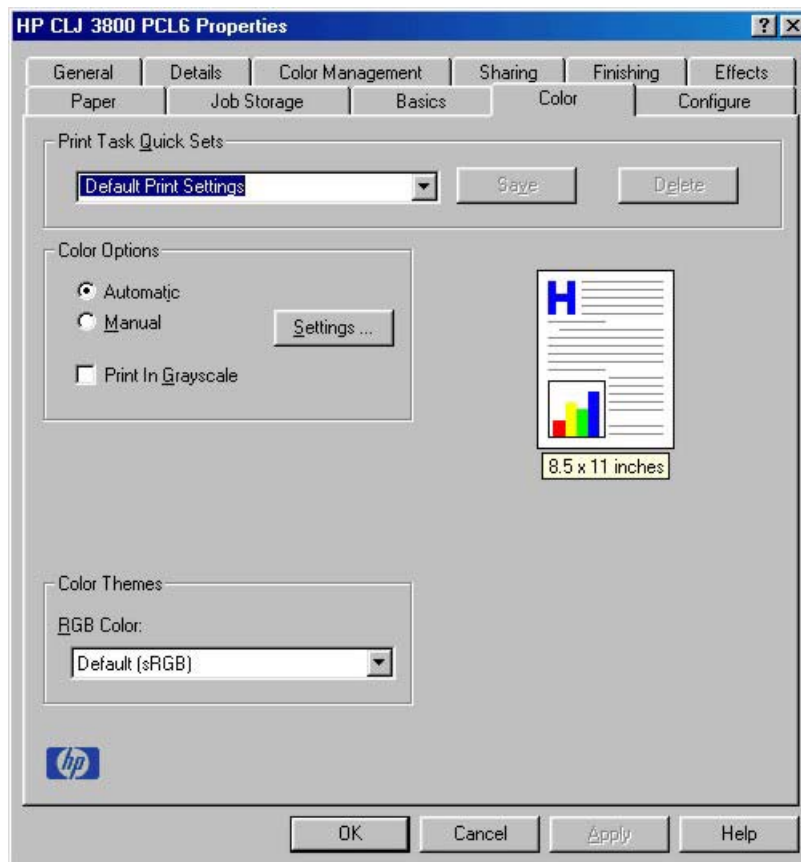 HP CLJ 3800 PCL6 Properties
General Details Color Management Sharing Finishing Effects
Paper Job Storage Basics Color Configure
Print Task Quick Sets
Default Print Settings Save Delete
Color Options
Automatic
Manual Settings ...
Print In Grayscale
H
8.5 x 11 inches
Color Themes
RGB Color:
Default (sRGB)
hp
OK Cancel Apply Help